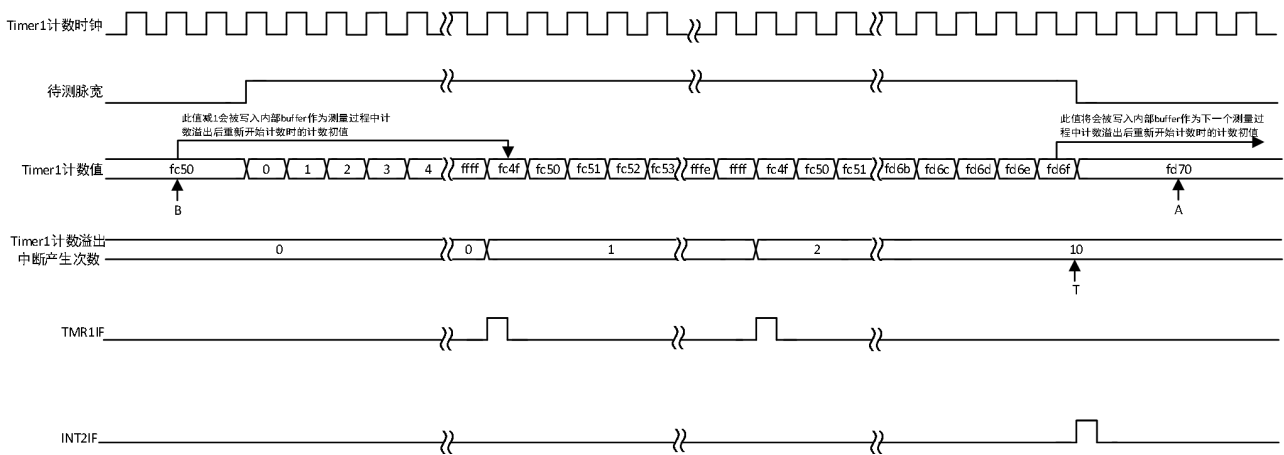 Timer1计数时钟
待测脉宽
此值减1会被写入内部buffer作为测量过程中计
数溢出后重新开始计数时的计数初值
此值将会被写入内部buffer作为下一个测量过
程中计数溢出后重新开始计数时的计数初值
Timer1计数值
fc50 0 1 2 3 4 ffff fc4f fc50 fc51 fc52 fc53 fffe ffff fc4f fc50 fc51 fd6b fd6c fd6d fd6e fd6f fd70
B A
Timer1计数溢出
中断产生次数
0 0 1 2 10
T
TMR1IF
INT2IF